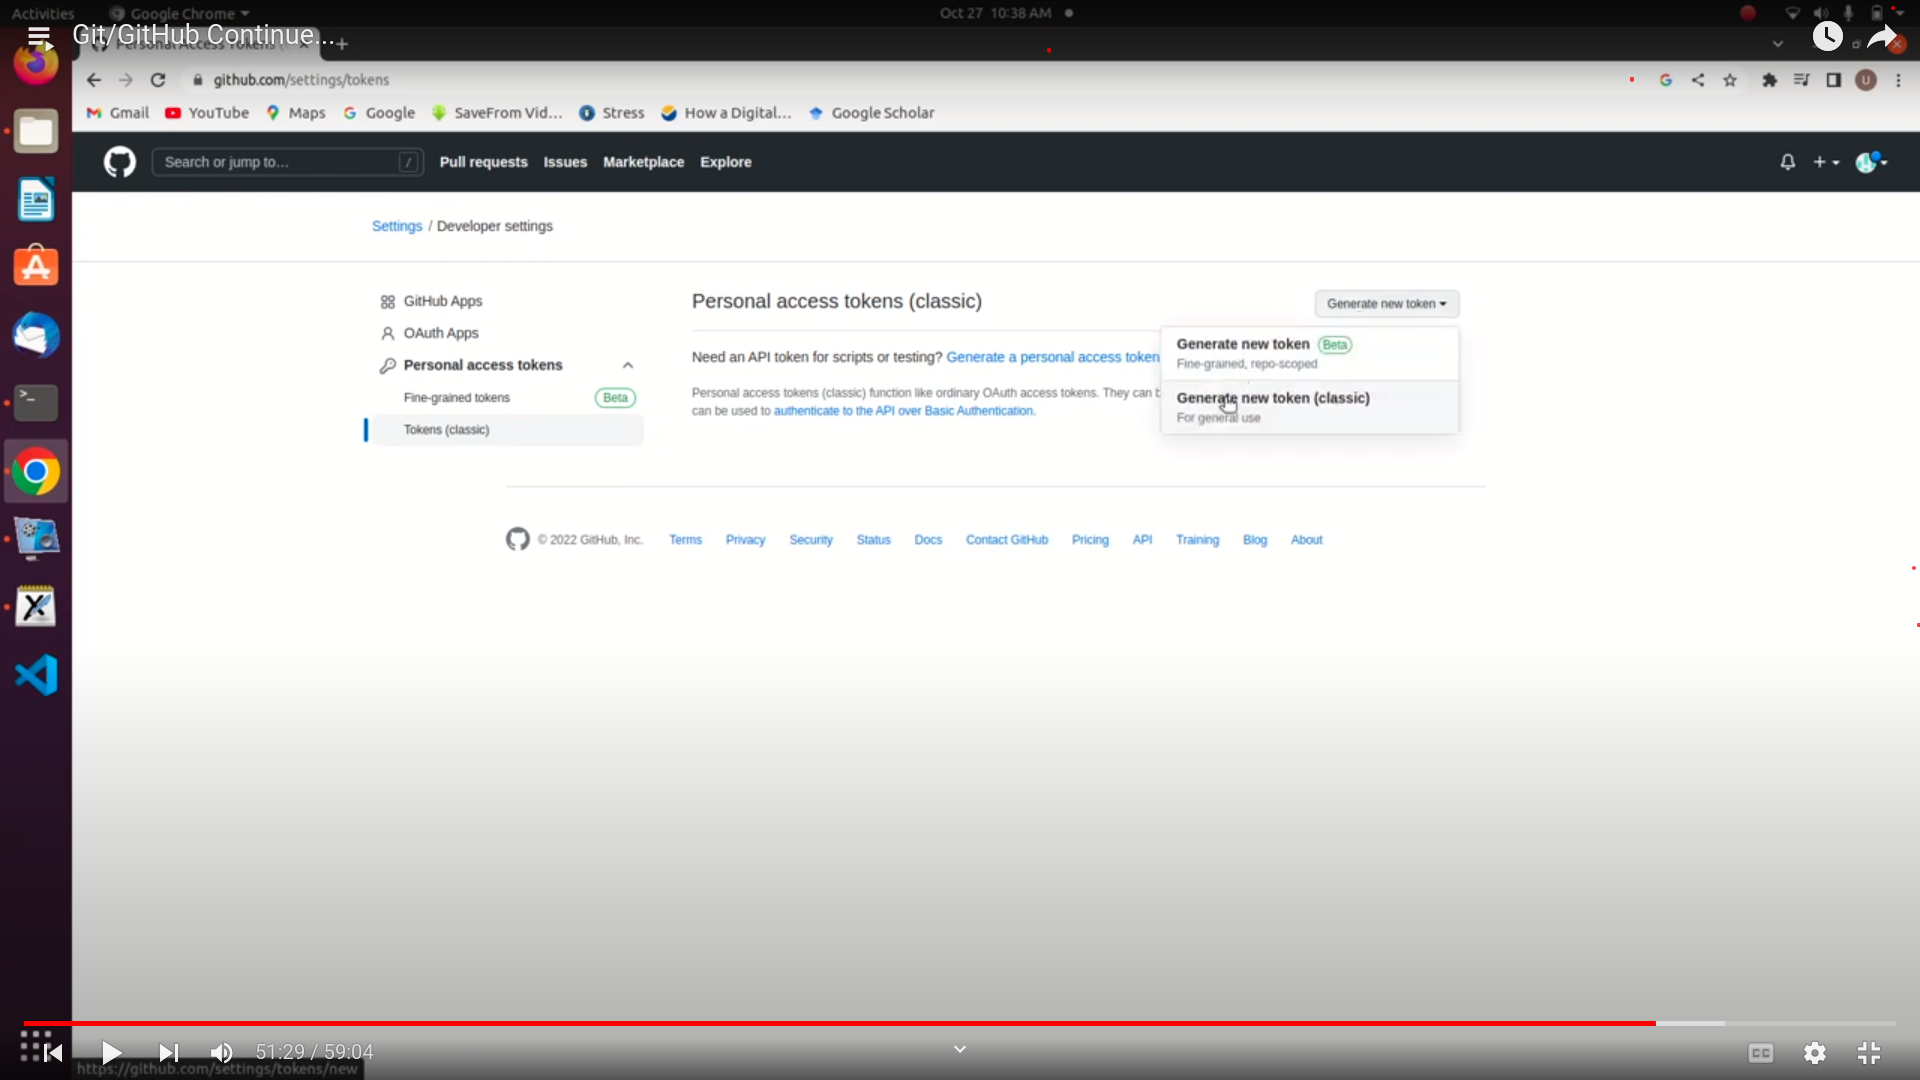 Activities
Google Chrome
Oct 27 10:38 AM
Git/GitHub Continue...
github.com/settings/tokens
Gmail
YouTube
Maps
Google
SaveFrom Vid...
Stress
How a Digital...
Google Scholar
Search or jump to...
/
Pull requests
Issues
Marketplace
Explore
Settings / Developer settings
GitHub Apps
OAuth Apps
Personal access tokens
Fine-grained tokens Beta
Tokens (classic)
Personal access tokens (classic)
Generate new token
Need an API token for scripts or testing? Generate a personal access token
Personal access tokens (classic) function like ordinary OAuth access tokens. They can b
can be used to authenticate to the API over Basic Authentication.
Generate new token Beta
Fine-grained, repo-scoped
Generate new token (classic)
For general use
© 2022 GitHub, Inc.
Terms
Privacy
Security
Status
Docs
Contact GitHub
Pricing
API
Training
Blog
About
51:29 / 59:04
CC
https://github.com/settings/tokens/new